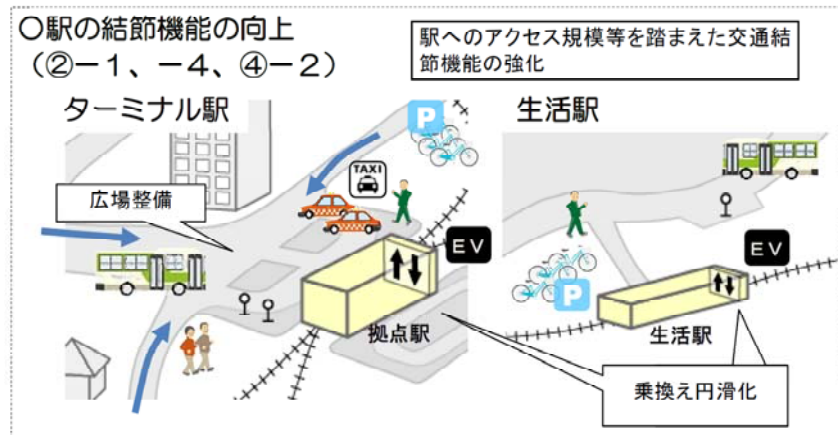 〇駅の結節機能の向上
（②－１、－４、④－２）
駅へのアクセス規模等を踏まえた交通結
節機能の強化
ターミナル駅
生活駅
P
TAXI
広場整備
EV
EV
P
拠点駅
生活駅
乗換え円滑化